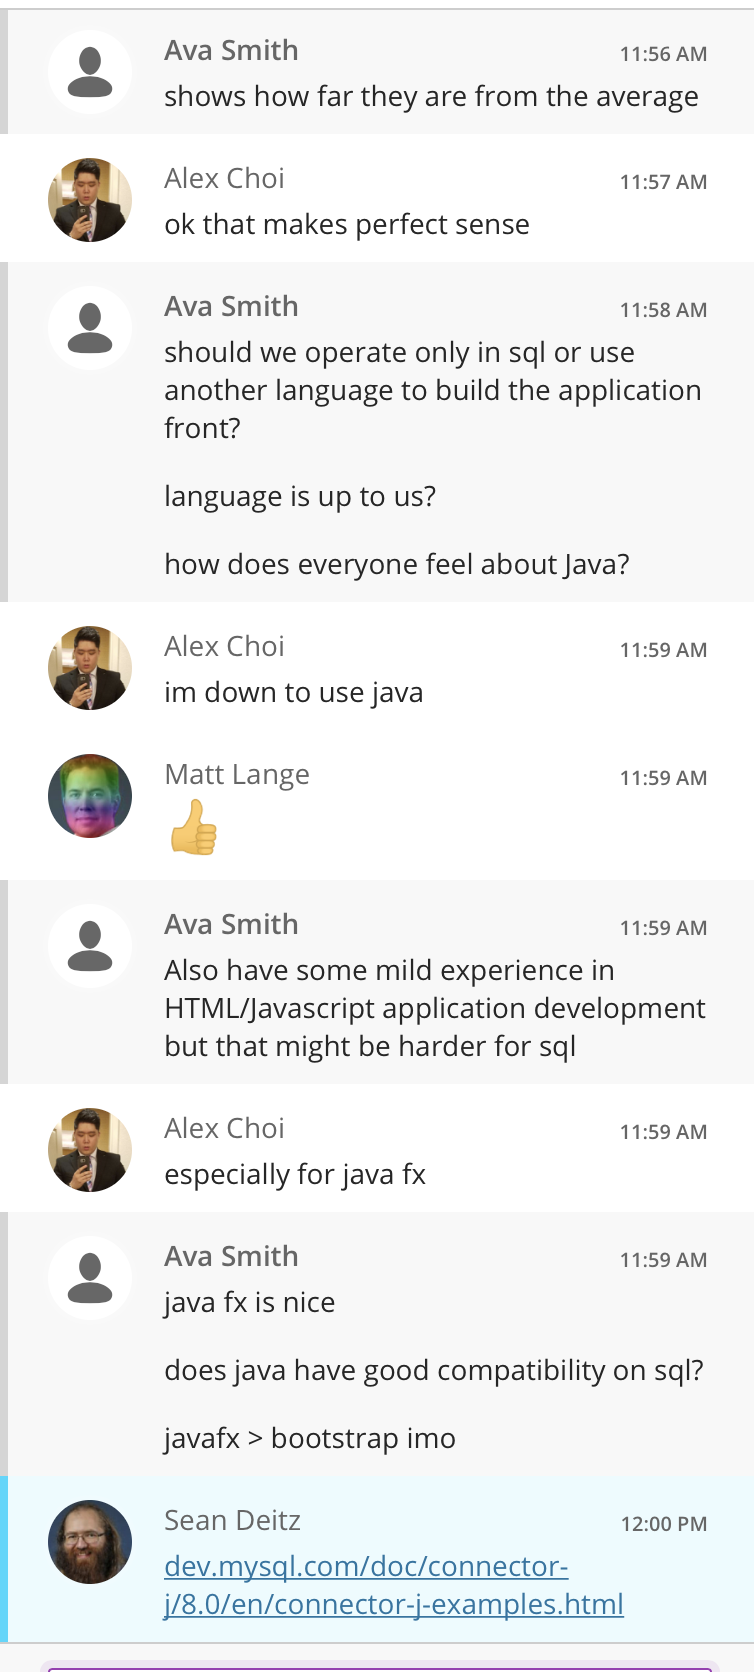 Ava Smith 11:56 AM
shows how far they are from the average
Alex Choi 11:57 AM
ok that makes perfect sense
Ava Smith 11:58 AM
should we operate only in sql or use
another language to build the application
front?
language is up to us?
how does everyone feel about Java?
Alex Choi 11:59 AM
im down to use java
Matt Lange 11:59 AM
Ava Smith 11:59 AM
Also have some mild experience in
HTML/Javascript application development
but that might be harder for sql
Alex Choi 11:59 AM
especially for java fx
Ava Smith 11:59 AM
java fx is nice
does java have good compatibility on sql?
javafx > bootstrap imo
Sean Deitz 12:00 PM
dev.mysql.com/doc/connector-
j/8.0/en/connector-j-examples.html